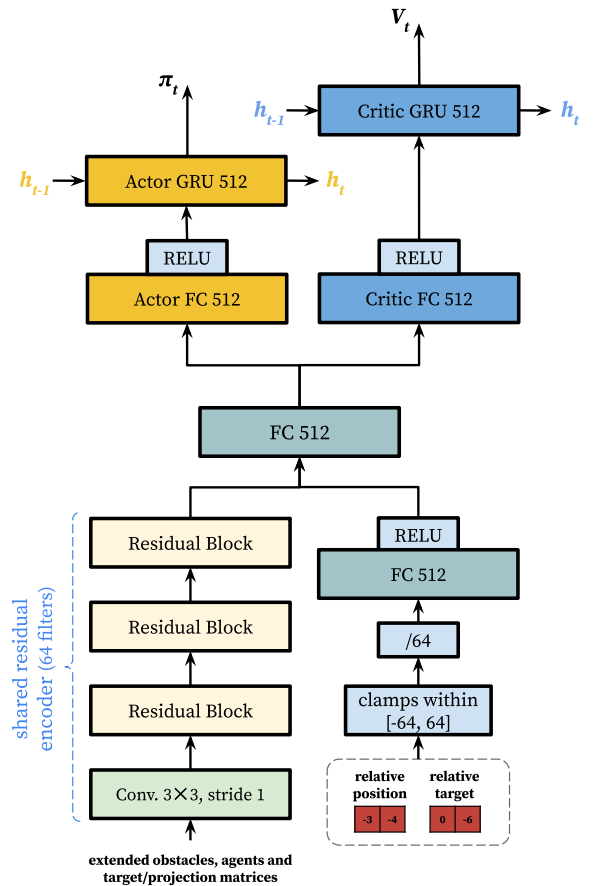 V_t
π_t
h_{t-1}
Critic GRU 512
h_t
h_{t-1}
Actor GRU 512
h_t
RELU
RELU
Actor FC 512
Critic FC 512
FC 512
shared residual
encoder (64 filters)
Residual Block
RELU
FC 512
Residual Block
/64
Residual Block
clamps within
[-64, 64]
Conv. 3✕3, stride 1
relative
position
relative
target
-3 -4
0 -6
extended obstacles, agents and
target/projection matrices